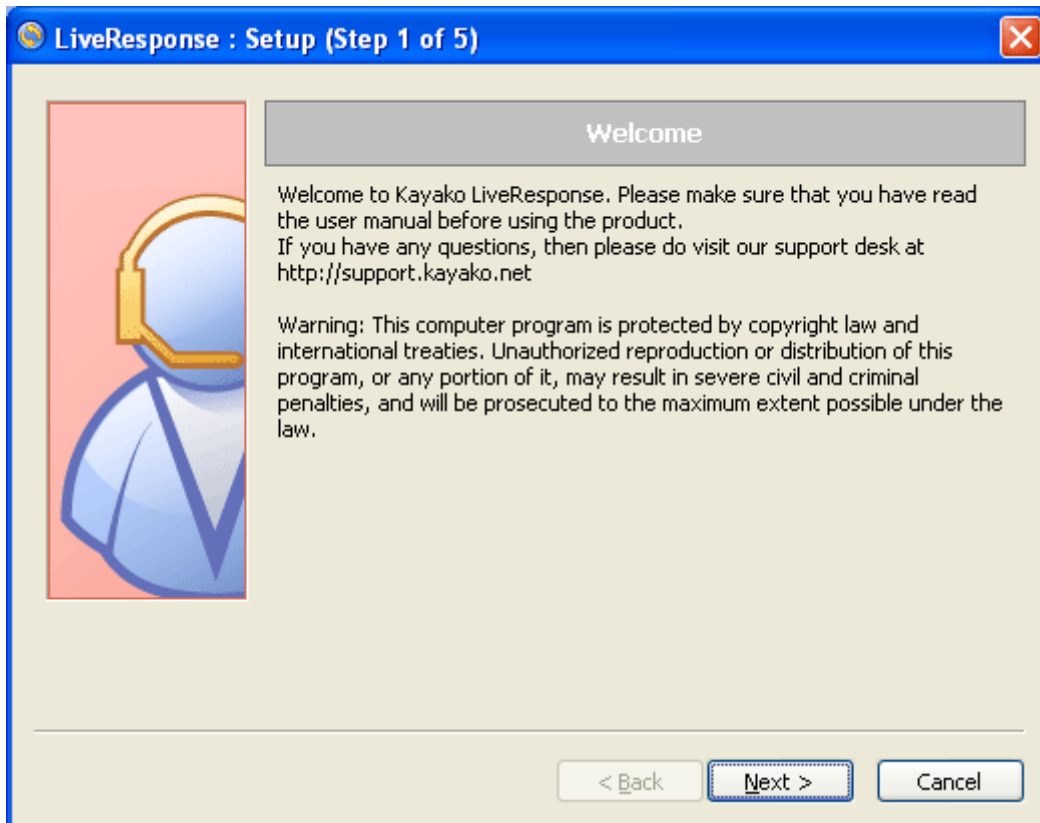 LiveResponse : Setup (Step 1 of 5)
Welcome
Welcome to Kayako LiveResponse. Please make sure that you have read
the user manual before using the product.
If you have any questions, then please do visit our support desk at
http://support.kayako.net
Warning: This computer program is protected by copyright law and
international treaties. Unauthorized reproduction or distribution of this
program, or any portion of it, may result in severe civil and criminal
penalties, and will be prosecuted to the maximum extent possible under the
law.
< Back
Next >
Cancel